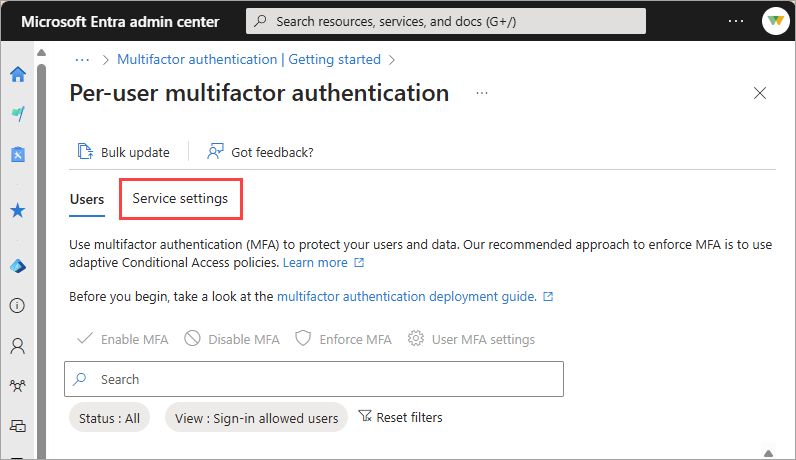 Microsoft Entra admin center
Search resources, services, and docs (G+/)
...
... > Multifactor authentication | Getting started >
Per-user multifactor authentication ...
Bulk update
Got feedback?
Users
Service settings
Use multifactor authentication (MFA) to protect your users and data. Our recommended approach to enforce MFA is to use
adaptive Conditional Access policies. Learn more
Before you begin, take a look at the multifactor authentication deployment guide.
Enable MFA
Disable MFA
Enforce MFA
User MFA settings
Search
Status : All
View : Sign-in allowed users
Reset filters